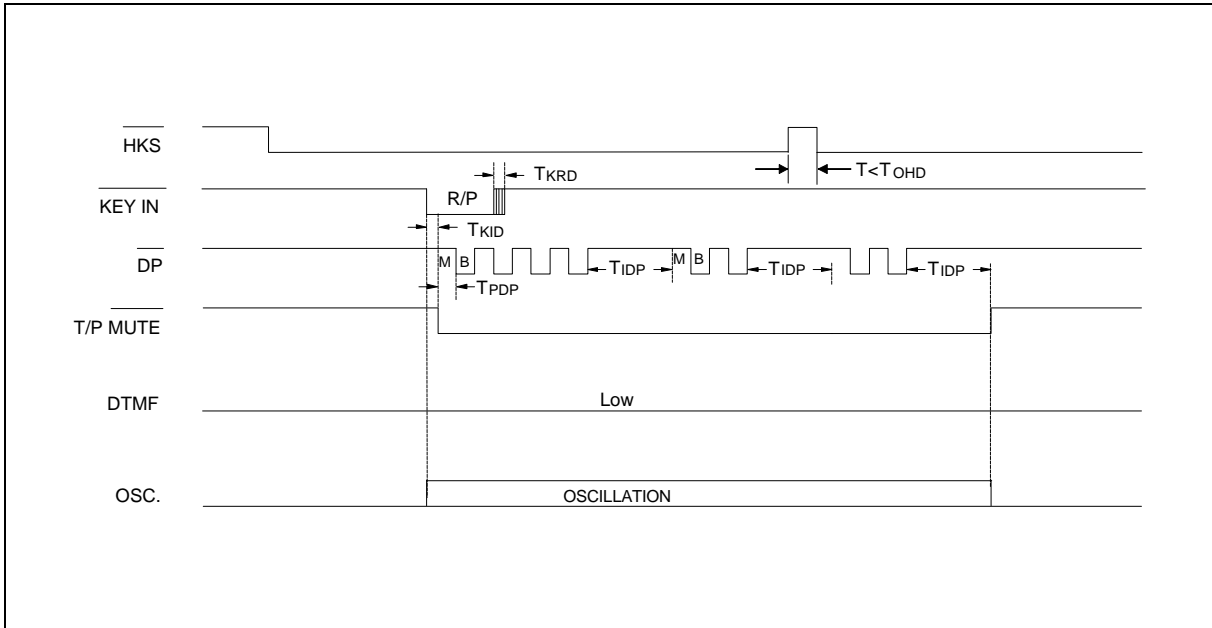 HKS
T<TOHD
TKRD
KEY IN
R/P
TKID
DP
M B TIDP M B TIDP TIDP
TPDP
T/P MUTE
DTMF
Low
OSC.
OSCILLATION